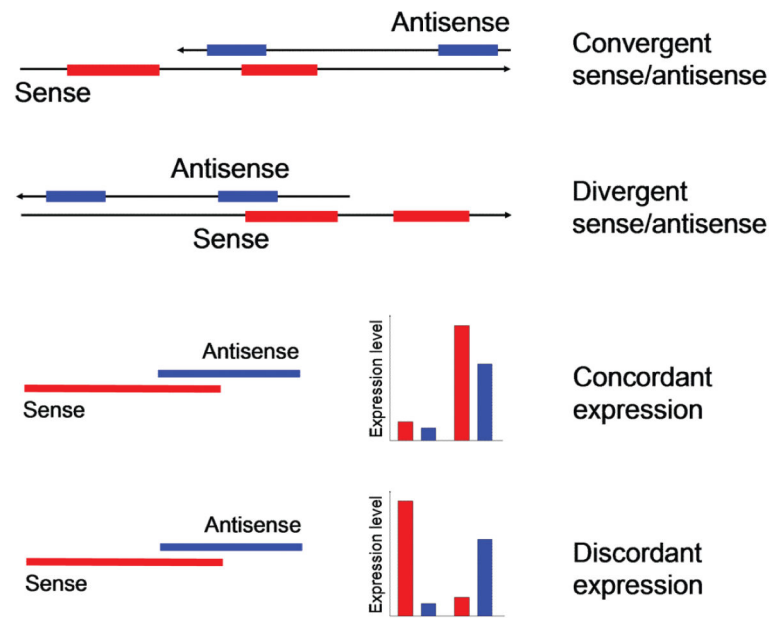 Antisense
Convergent
sense/antisense
Sense
Antisense
Divergent
sense/antisense
Sense
Antisense
Sense
Expression level
Concordant
expression
Antisense
Sense
Expression level
Discordant
expression